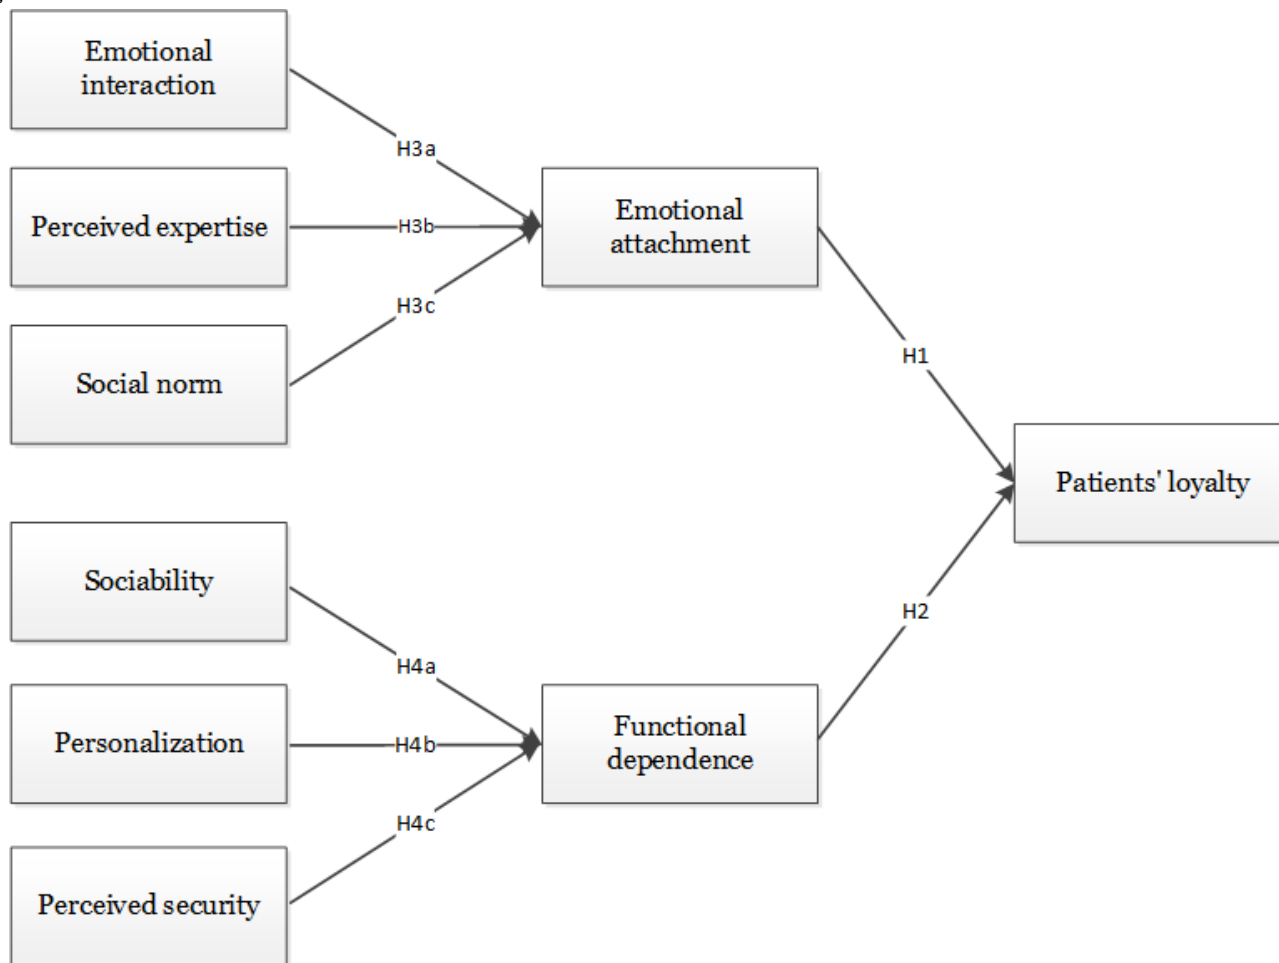 Emotional
interaction
H3a
Perceived expertise
H3b
Emotional
attachment
H3c
Social norm
H1
Patients' loyalty
Sociability
H2
H4a
Personalization
H4b
Functional
dependence
H4c
Perceived security